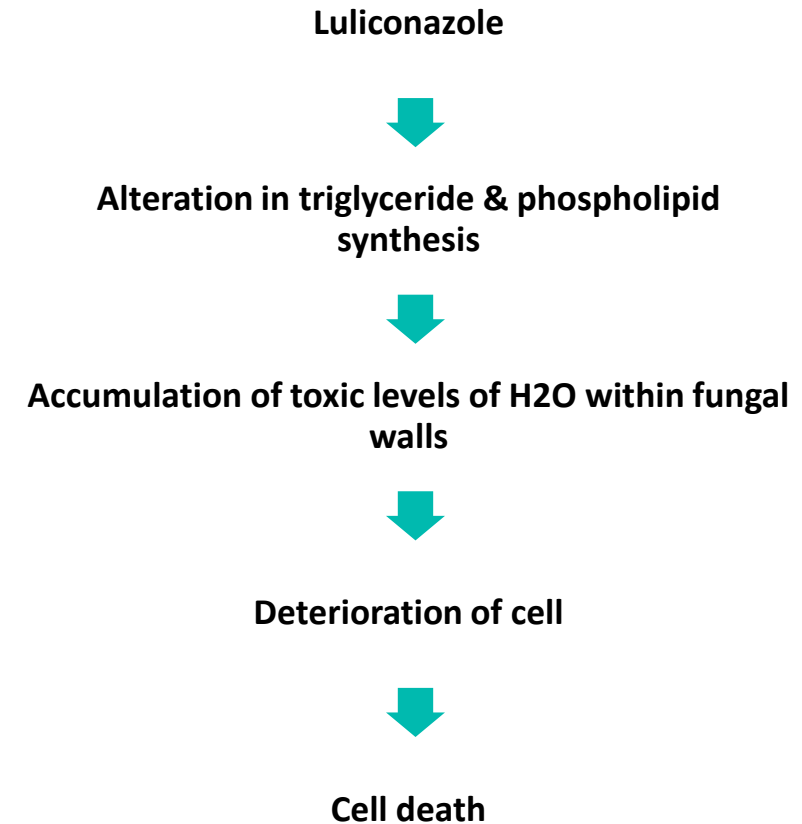 Luliconazole
Alteration in triglyceride & phospholipid
synthesis
Accumulation of toxic levels of H2O within fungal
walls
Deterioration of cell
Cell death